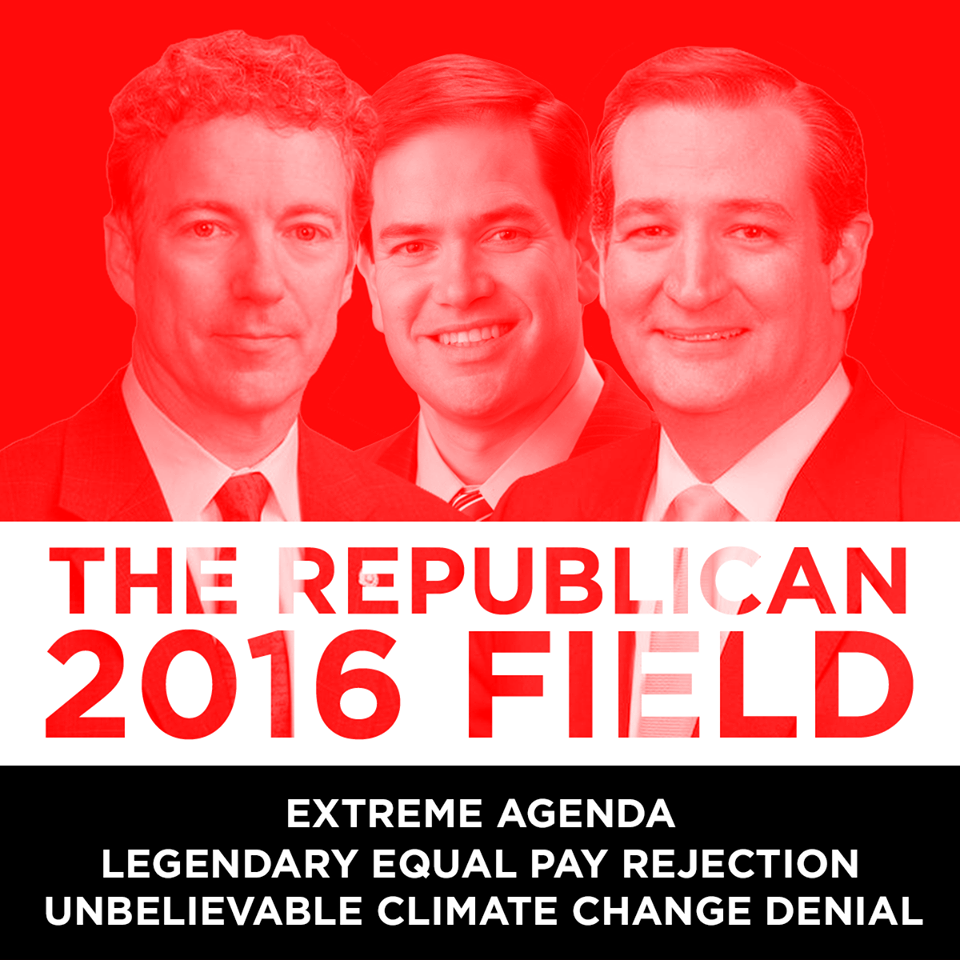 THE REPUBLICAN
2016 FIELD
EXTREME AGENDA
LEGENDARY EQUAL PAY REJECTION
UNBELIEVABLE CLIMATE CHANGE DENIAL